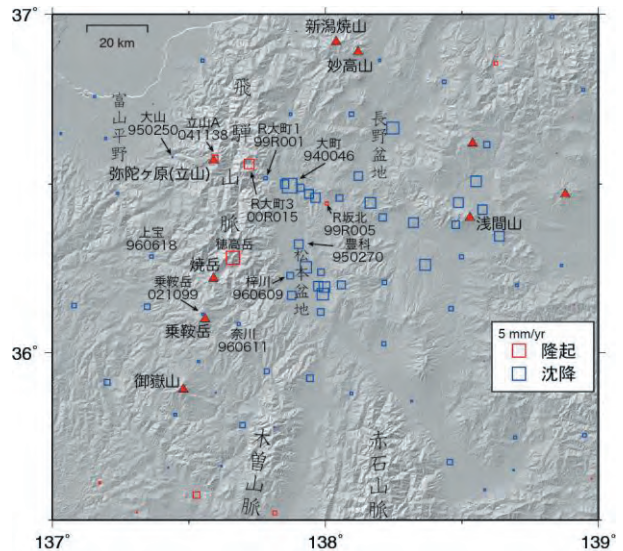 37°
20 km
新潟焼山
妙高山
飛
騨
山
脈
富
山
平
野
長
野
盆
地
大山
950250
立山A
041138
R大町1
99R001
大町
940046
弥陀ヶ原(立山)
R大町3
00R015
R坂北
99R005
浅間山
上宝
960618
穂高岳
豊科
950270
焼岳
松
本
盆
地
乗鞍岳
021099
梓川
960609
乗鞍岳
奈川
960611
36°
5 mm/yr
隆起
沈降
御嶽山
木
曽
山
脈
赤
石
山
脈
137°
138°
139°